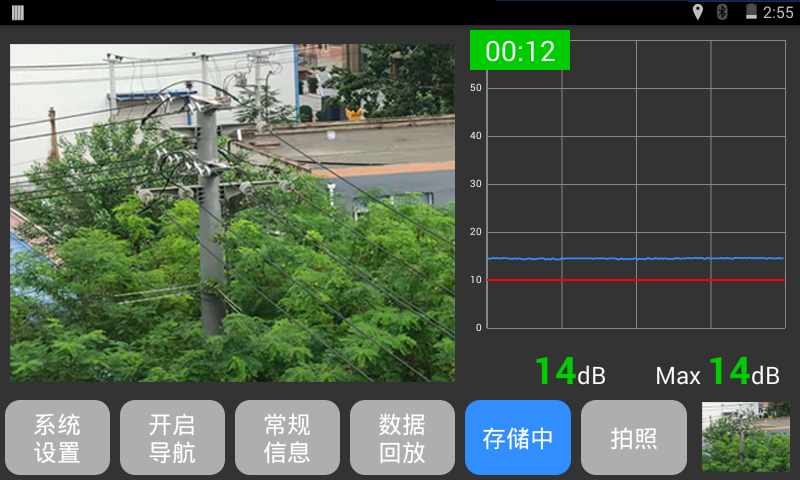 2:55
00:12
50
40
30
20
10
0
14dB Max 14dB
系统
设置
开启
导航
常规
信息
数据
回放
存储中
拍照